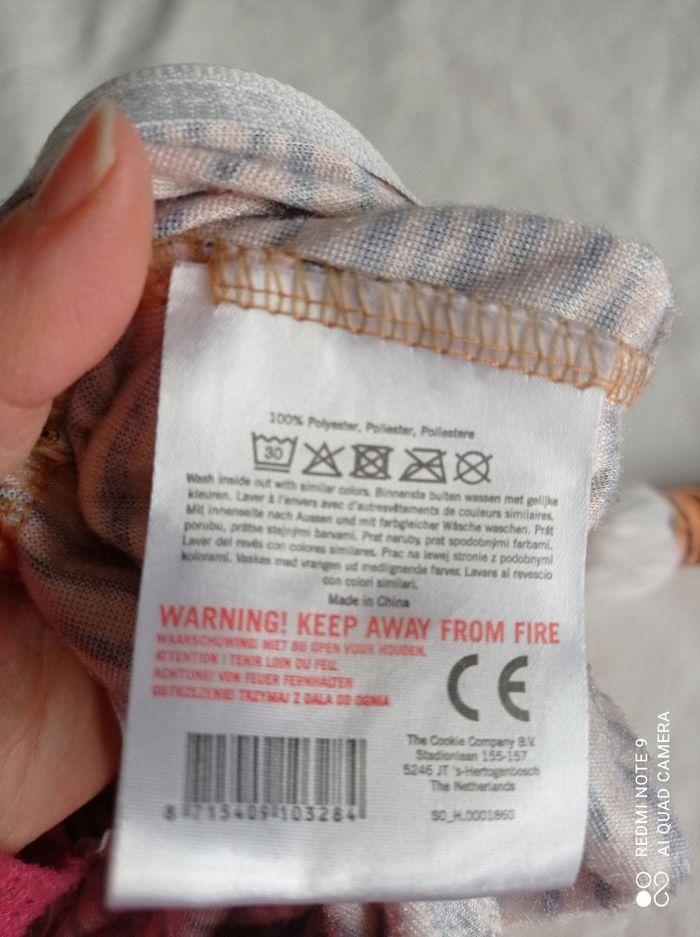 100% Polyester, Poliester, Poliestere
30
Wash inside out with similar colors. Binnenste buiten wassen met gelijke
kleuren. Laver à l'envers avec d'autresvêtements de couleurs similaires.
Mit innenseite nach Aussen und mit farbgleicher Wäsche waschen. Prát
porubu, prátse stejnými barvami. Prat naruby, prat spodobnými farbami.
Lavar del revés con colores similares. Prac na lewej stronie z podobnymi
kolorami. Vaskes med vrangen ud medlignende farver. Lavare al revescio
con colori similari.
Made in China
WARNING! KEEP AWAY FROM FIRE
WAARSCHUWING! NIET BIJ OPEN VUUR HOUDEN.
ATTENTION ! TENIR LOIN DU FEU.
ACHTUNG! VON FEUER FERNHALTEN
OSTRZEZENIE! TRZYMAJ Z DALA OD OGNIA
CE
The Cookie Company B.V.
Stadionlaan 155-157
5246 JT 's-Hertogenbosch
The Netherlands
SO_H.0001860
8 713409 103284
REDMI NOTE 9
AI QUAD CAMERA